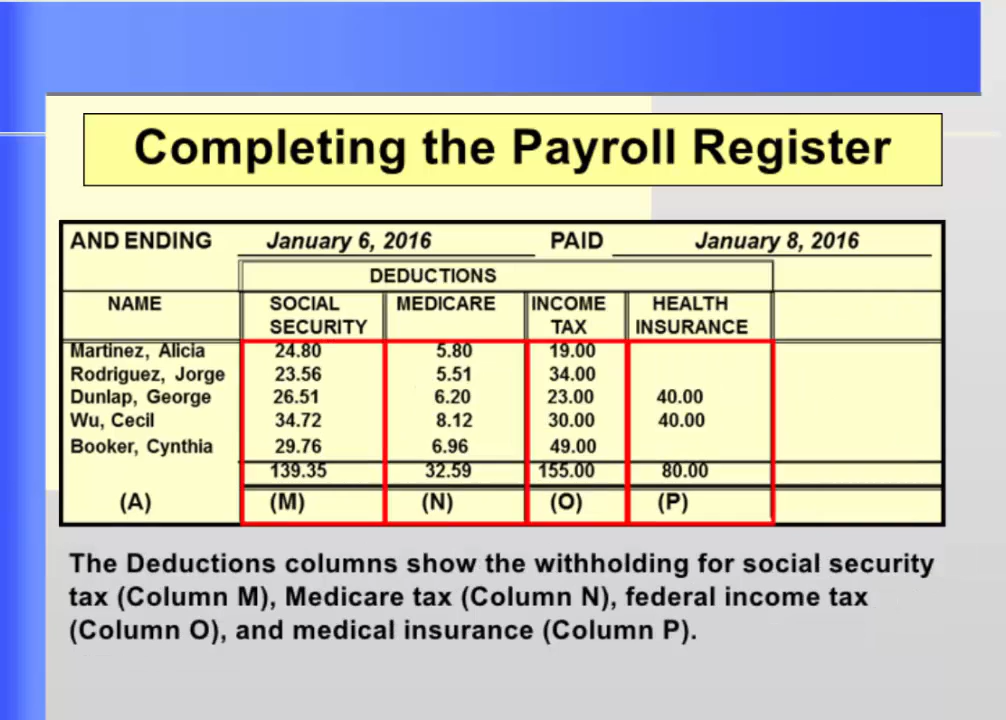 Completing the Payroll Register
AND ENDING January 6, 2016 PAID January 8, 2016
DEDUCTIONS
NAME SOCIAL SECURITY MEDICARE INCOME TAX HEALTH INSURANCE
Martinez, Alicia 24.80 5.80 19.00
Rodriguez, Jorge 23.56 5.51 34.00
Dunlap, George 26.51 6.20 23.00 40.00
Wu, Cecil 34.72 8.12 30.00 40.00
Booker, Cynthia 29.76 6.96 49.00
139.35 32.59 155.00 80.00
(A) (M) (N) (O) (P)
The Deductions columns show the withholding for social security
tax (Column M), Medicare tax (Column N), federal income tax
(Column O), and medical insurance (Column P).